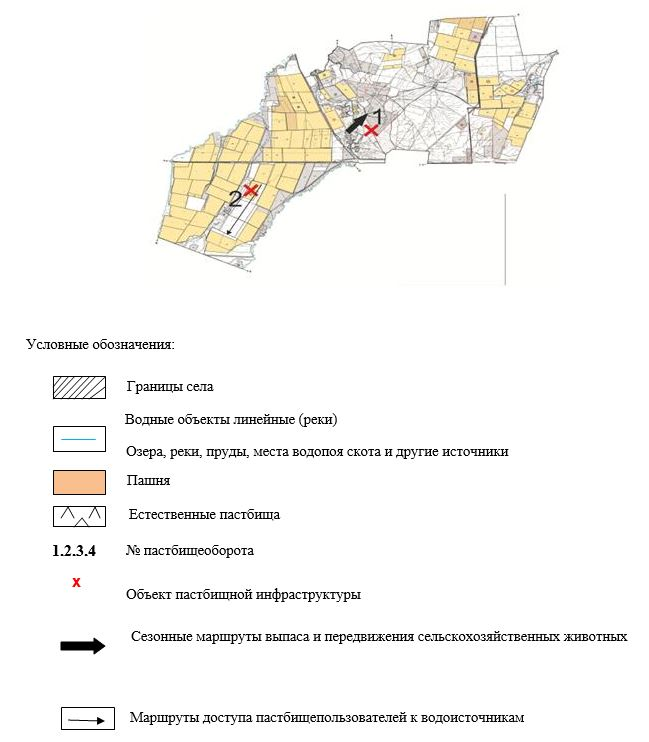 1
2
Условные обозначения:
Границы села
Водные объекты линейные (реки)
Озера, реки, пруды, места водопоя скота и другие источники
Пашня
Естественные пастбища
1.2.3.4 № пастбищеоборота
х
Объект пастбищной инфраструктуры
Сезонные маршруты выпаса и передвижения сельскохозяйственных животных
Маршруты доступа пастбищепользователей к водоисточникам